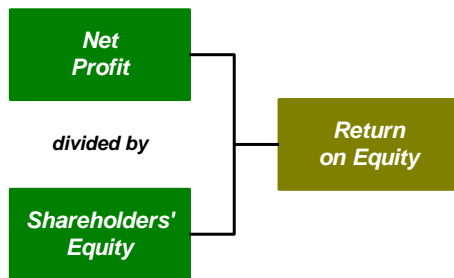 Net
Profit
divided by
Return
on Equity
Shareholders'
Equity